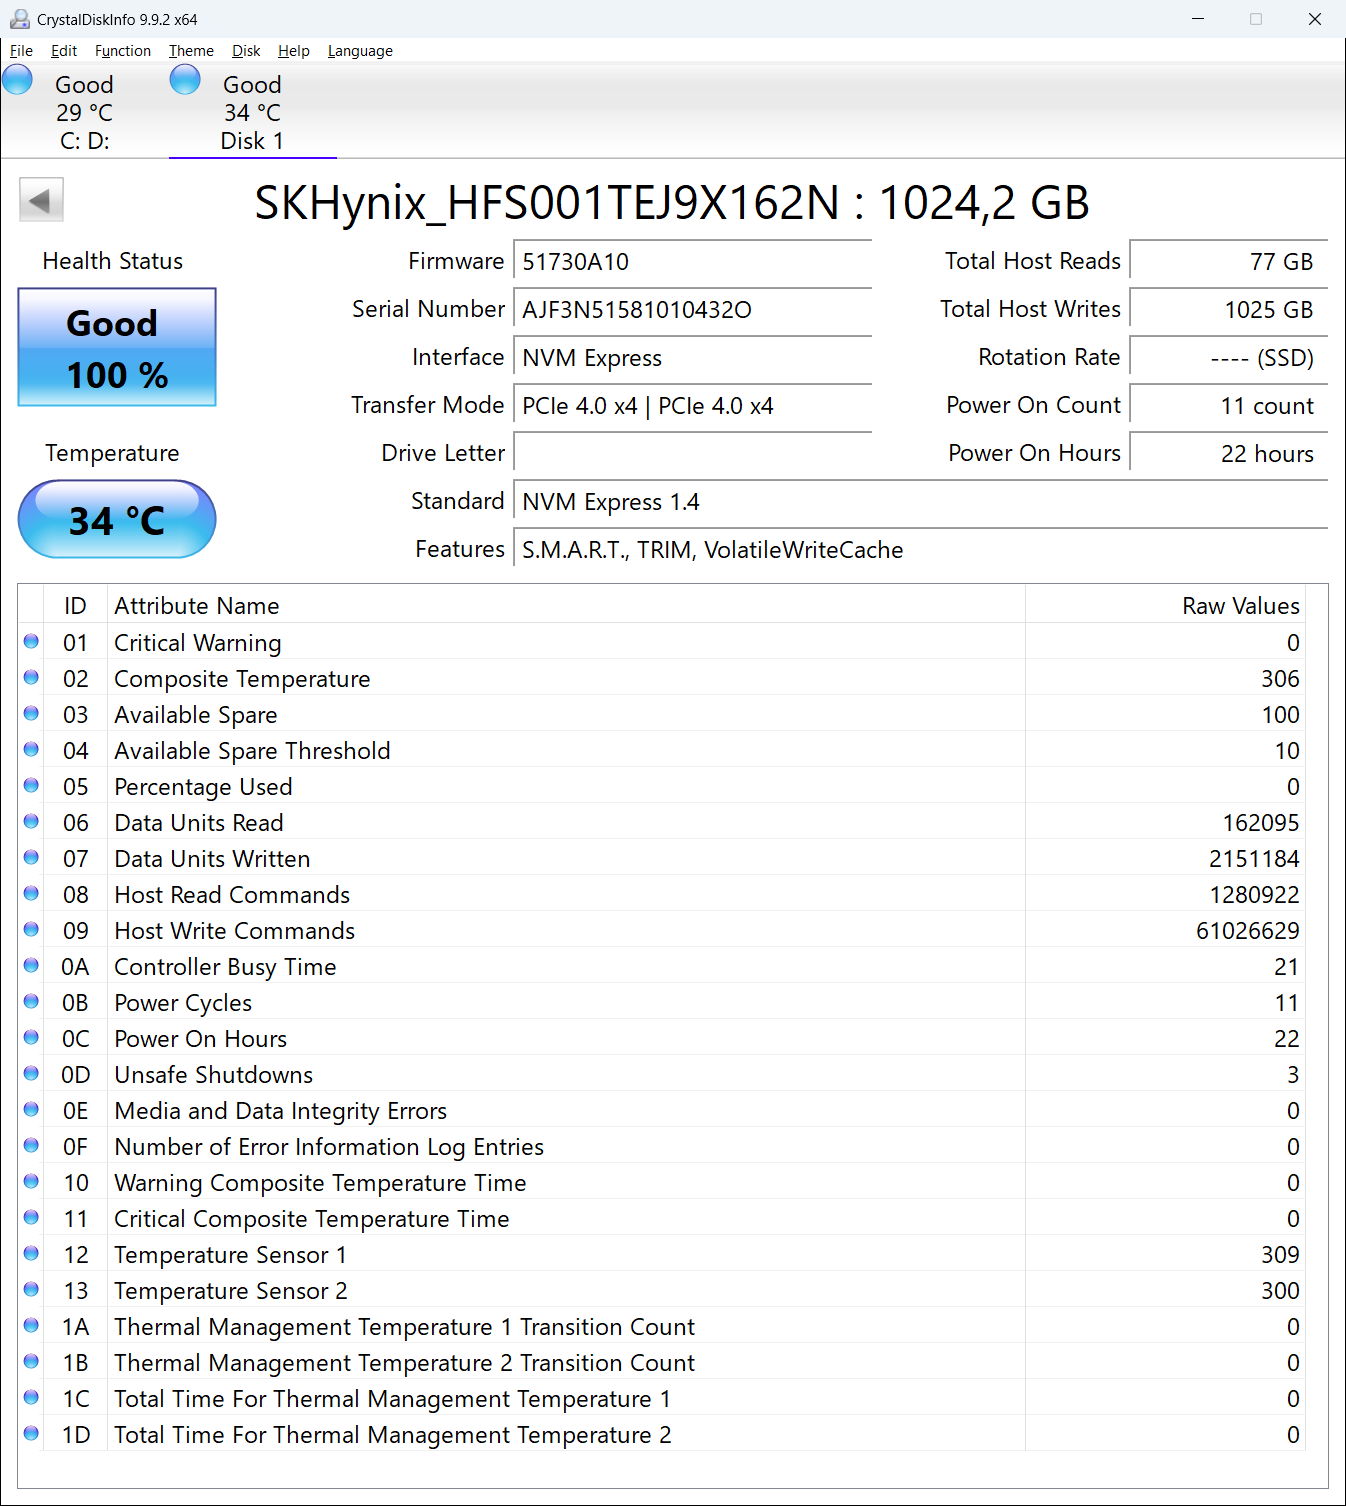 CrystalDiskInfo 9.9.2 x64
File Edit Function Theme Disk Help Language
Good Good
29 °C 34 °C
C: D: Disk 1
SKHynix_HFS001TEJ9X162N : 1024,2 GB
Health Status
Good
100 %
Temperature
34 °C
Firmware 51730A10
Serial Number AJF3N51581010432O
Interface NVM Express
Transfer Mode PCIe 4.0 x4 | PCIe 4.0 x4
Drive Letter
Standard NVM Express 1.4
Features S.M.A.R.T., TRIM, VolatileWriteCache
Total Host Reads 77 GB
Total Host Writes 1025 GB
Rotation Rate ---- (SSD)
Power On Count 11 count
Power On Hours 22 hours
ID Attribute Name Raw Values
01 Critical Warning 0
02 Composite Temperature 306
03 Available Spare 100
04 Available Spare Threshold 10
05 Percentage Used 0
06 Data Units Read 162095
07 Data Units Written 2151184
08 Host Read Commands 1280922
09 Host Write Commands 61026629
0A Controller Busy Time 21
0B Power Cycles 11
0C Power On Hours 22
0D Unsafe Shutdowns 3
0E Media and Data Integrity Errors 0
0F Number of Error Information Log Entries 0
10 Warning Composite Temperature Time 0
11 Critical Composite Temperature Time 0
12 Temperature Sensor 1 309
13 Temperature Sensor 2 300
1A Thermal Management Temperature 1 Transition Count 0
1B Thermal Management Temperature 2 Transition Count 0
1C Total Time For Thermal Management Temperature 1 0
1D Total Time For Thermal Management Temperature 2 0